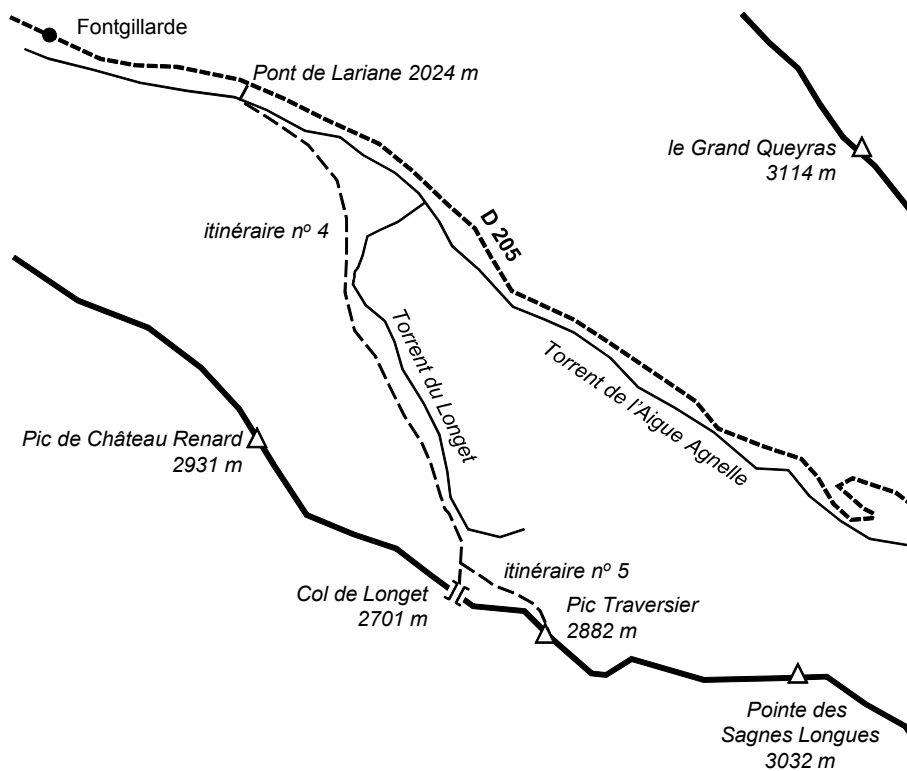 Fontgillarde
Pont de Lariane 2024 m
le Grand Queyras
3114 m
itinéraire nº 4
D 205
Torrent du Longet
Torrent de l'Aigue Agnelle
Pic de Château Renard
2931 m
itinéraire nº 5
Col de Longet
2701 m
Pic Traversier
2882 m
Pointe des
Sagnes Longues
3032 m